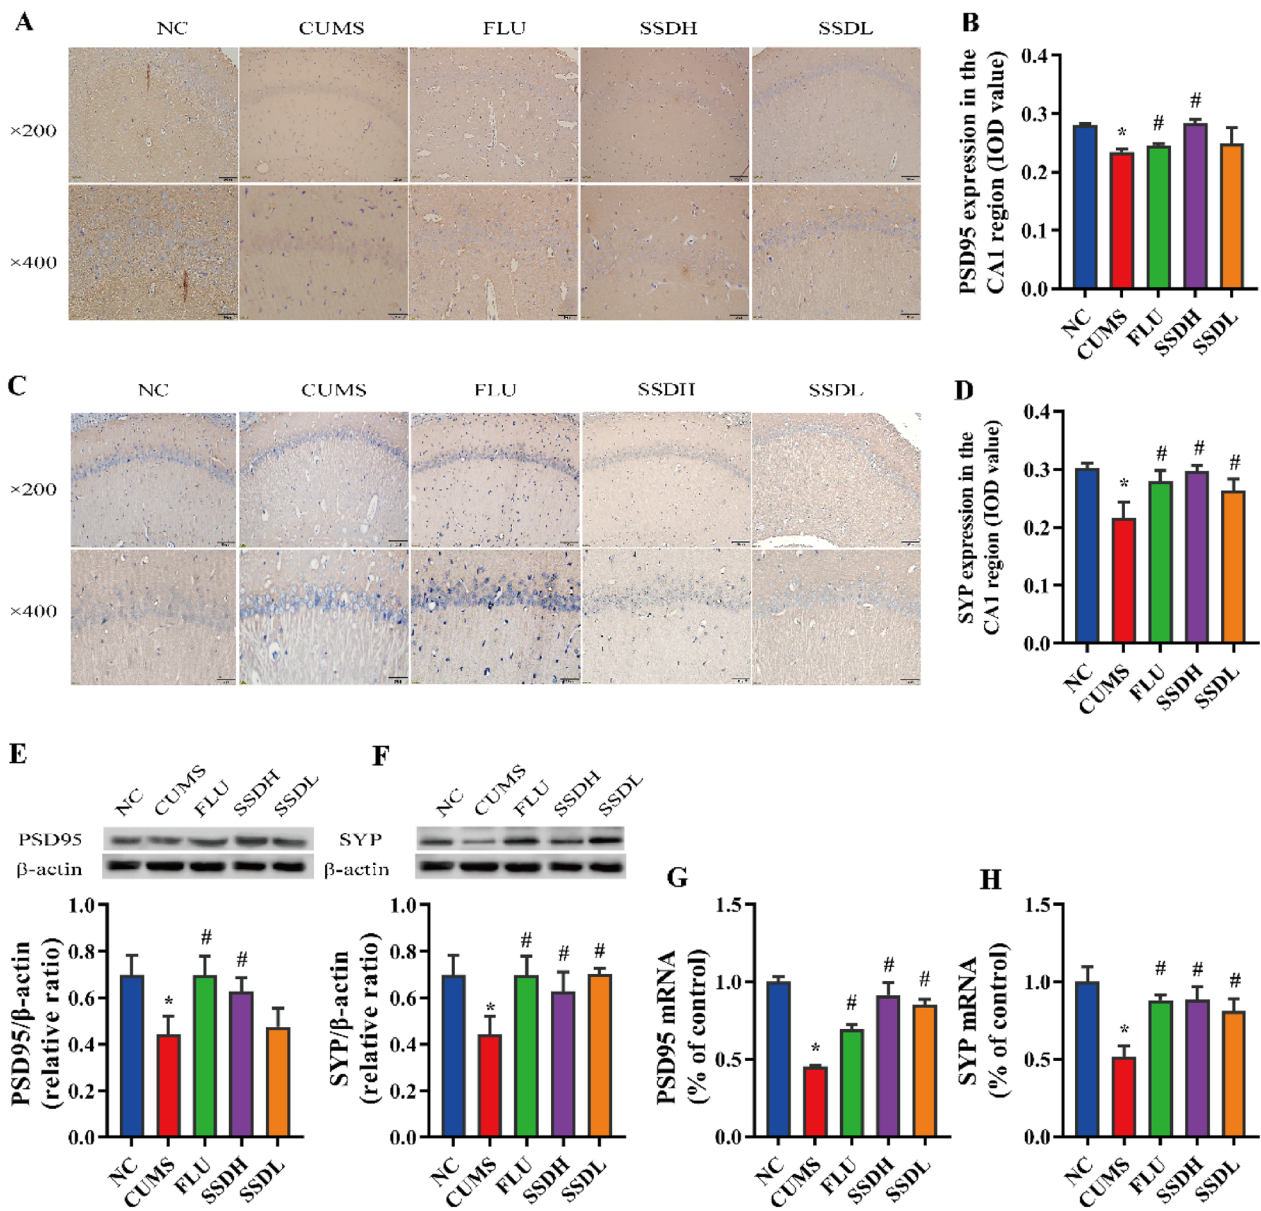 A
NC CUMS FLU SSDH SSDL
×200
×400
B
PSD95 expression in the
CA1 region (IOD value)
0.4
0.3
0.2
0.1
0.0
* # #
NC CUMS FLU SSDH SSDL
C
NC CUMS FLU SSDH SSDL
×200
×400
D
SYP expression in the
CA1 region (IOD value)
0.4
0.3
0.2
0.1
0.0
* # # #
NC CUMS FLU SSDH SSDL
E
NC CUMS FLU SSDH SSDL
PSD95
β-actin
PSD95/β-actin
(relative ratio)
1.0
0.8
0.6
0.4
0.2
0.0
* # #
NC CUMS FLU SSDH SSDL
F
NC CUMS FLU SSDH SSDL
SYP
β-actin
SYP/β-actin
(relative ratio)
1.0
0.8
0.6
0.4
0.2
0.0
* # # #
NC CUMS FLU SSDH SSDL
G
PSD95 mRNA
(% of control)
1.5
1.0
0.5
0.0
* # # #
NC CUMS FLU SSDH SSDL
H
SYP mRNA
(% of control)
1.5
1.0
0.5
0.0
* # # #
NC CUMS FLU SSDH SSDL